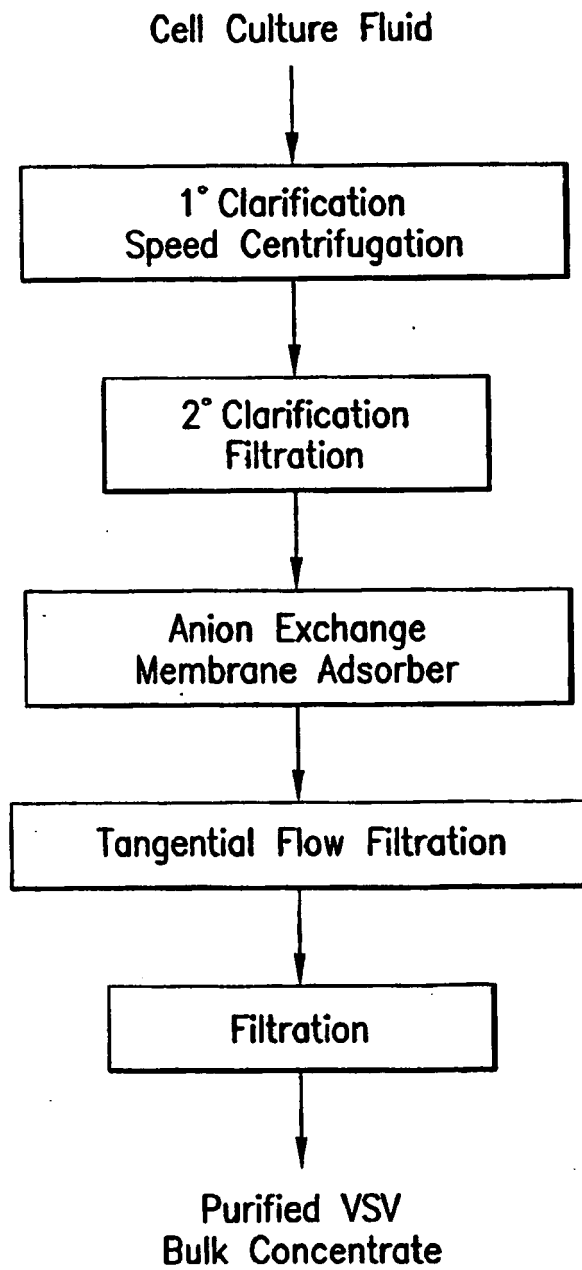 Cell Culture Fluid
1° Clarification
Speed Centrifugation
2° Clarification
Filtration
Anion Exchange
Membrane Adsorber
Tangential Flow Filtration
Filtration
Purified VSV
Bulk Concentrate